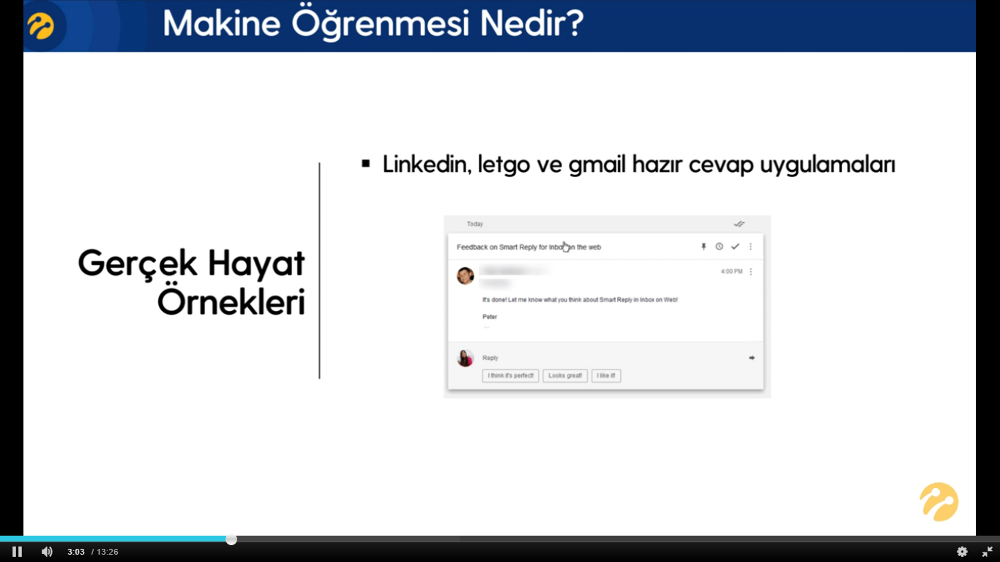 Makine Öğrenmesi Nedir?
Gerçek Hayat
Örnekleri
▪ Linkedin, letgo ve gmail hazır cevap uygulamaları
Today
Feedback on Smart Reply for Inbox on the web
4:00 PM
It's done! Let me know what you think about Smart Reply in Inbox on Web!
Peter
Reply
I think it's perfect! Looks great! I like it!
3:03 / 13:26